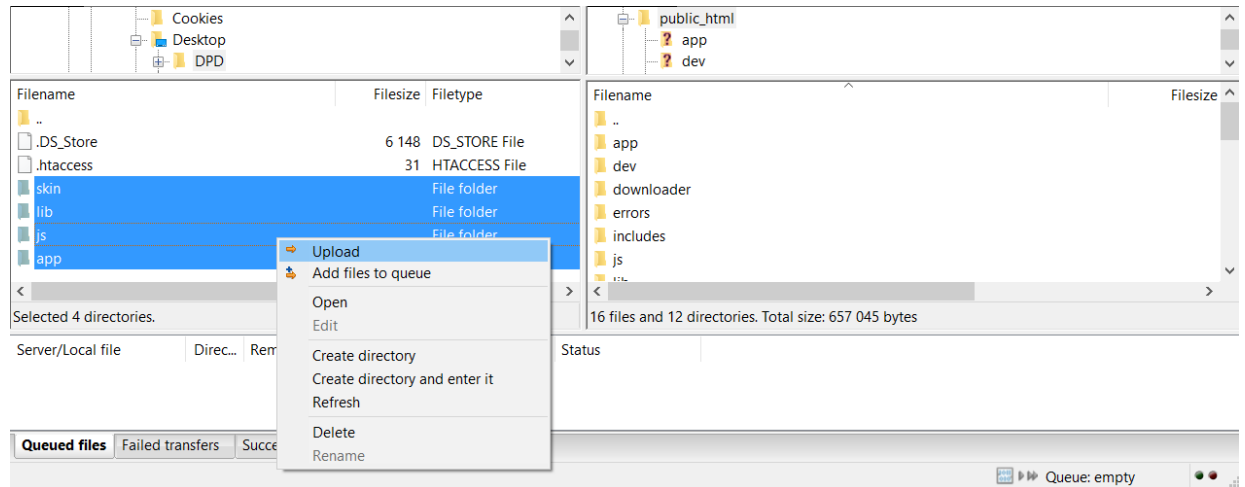 Cookies
Desktop
DPD
public_html
app
dev
Filename Filesize Filetype
..
.DS_Store 6 148 DS_STORE File
.htaccess 31 HTACCESS File
skin File folder
lib File folder
js File folder
app
Selected 4 directories.
Filename Filesize
..
app
dev
downloader
errors
includes
js
lib
16 files and 12 directories. Total size: 657 045 bytes
Upload
Add files to queue
Open
Edit
Create directory
Create directory and enter it
Refresh
Delete
Rename
Server/Local file Direc... Rem Status
Queued files Failed transfers Succe
Queue: empty